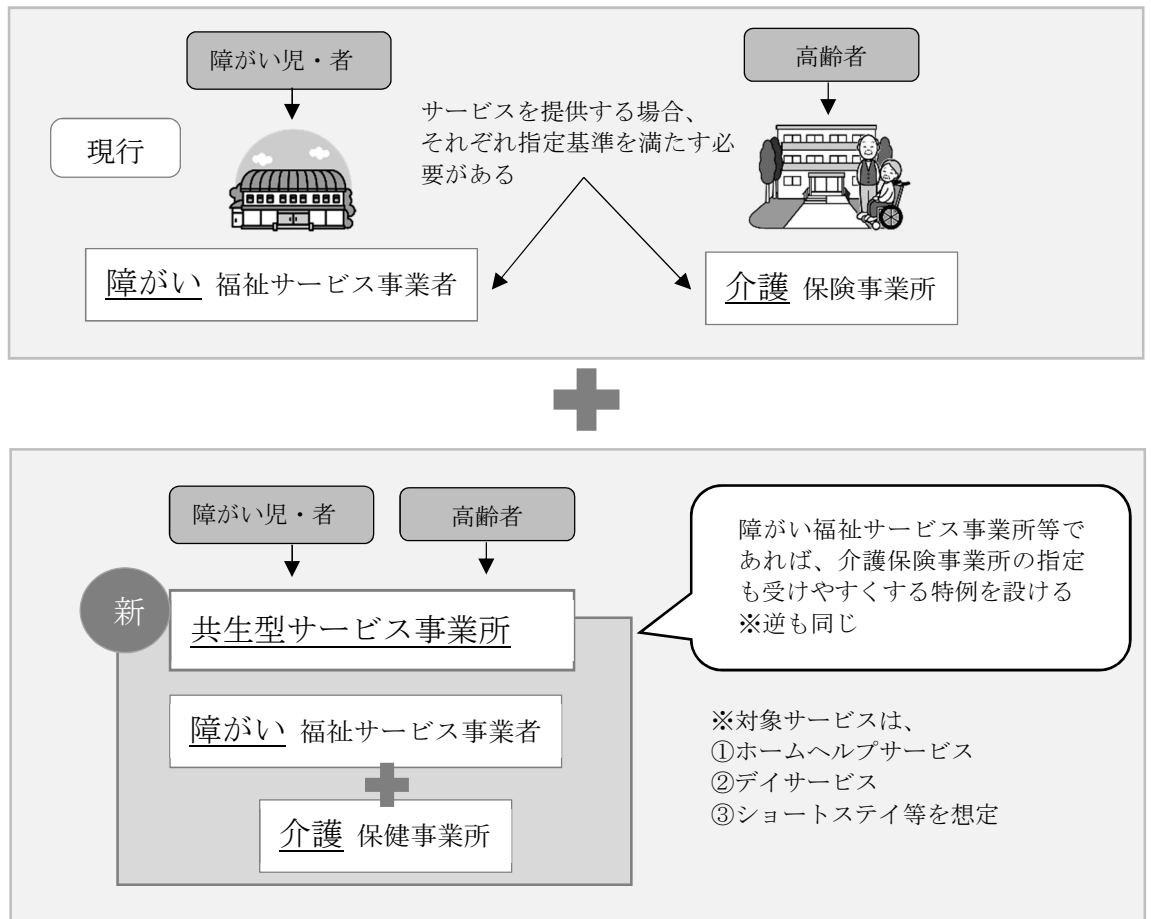 障がい児・者
高齢者
現行
サービスを提供する場合、
それぞれ指定基準を満たす必
要がある
障がい 福祉サービス事業者
介護 保険事業所
障がい児・者
高齢者
新
共生型サービス事業所
障がい 福祉サービス事業者
介護 保健事業所
障がい福祉サービス事業所等で
あれば、介護保険事業所の指定
も受けやすくする特例を設ける
※逆も同じ
※対象サービスは、
①ホームヘルプサービス
②デイサービス
③ショートステイ等を想定